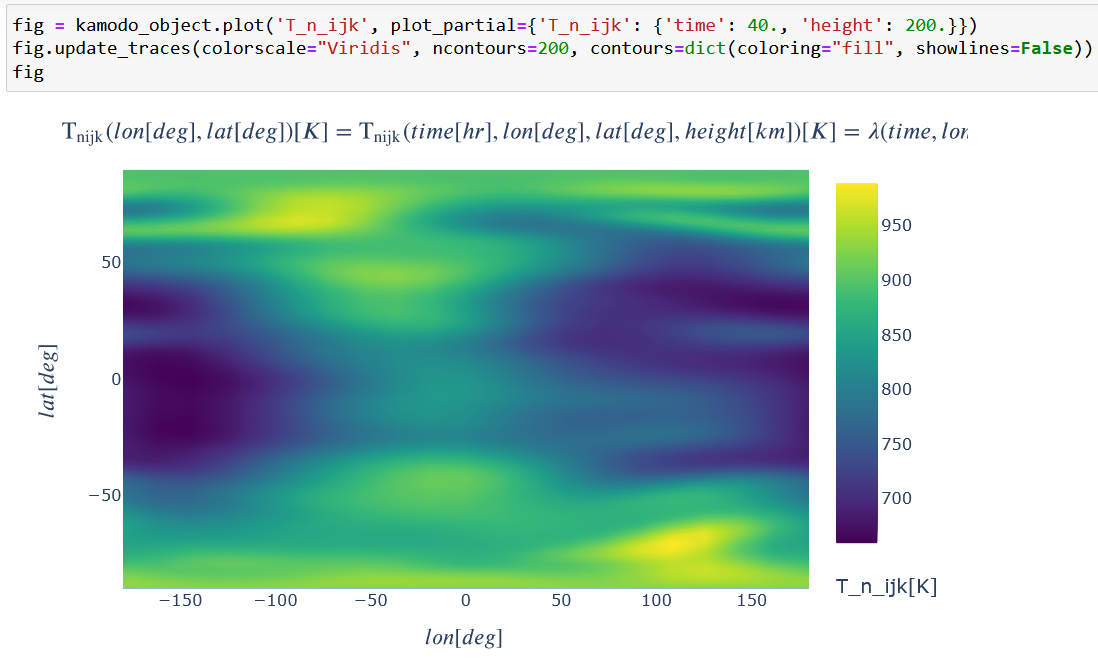 fig = kamodo_object.plot('T_n_ijk', plot_partial={'T_n_ijk': {'time': 40., 'height': 200.}})
fig.update_traces(colorscale="Viridis", ncontours=200, contours=dict(coloring="fill", showlines=False))
fig
T_nijk(lon[deg], lat[deg])[K] = T_nijk(time[hr], lon[deg], lat[deg], height[km])[K] = λ(time, lon
50
0
−50
lat[deg]
−150
−100
−50
0
50
100
150
lon[deg]
950
900
850
800
750
700
T_n_ijk[K]